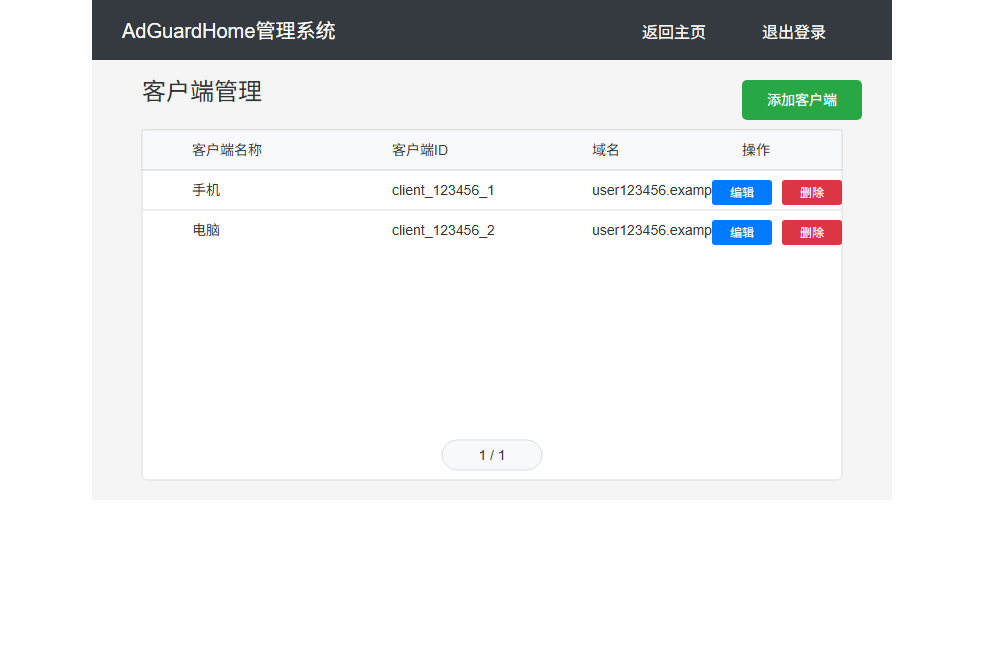 AdGuardHome管理系统 返回主页 退出登录
客户端管理 添加客户端
客户端名称 客户端ID 域名 操作
手机 client_123456_1 user123456.examp 编辑 删除
电脑 client_123456_2 user123456.examp 编辑 删除
1 / 1